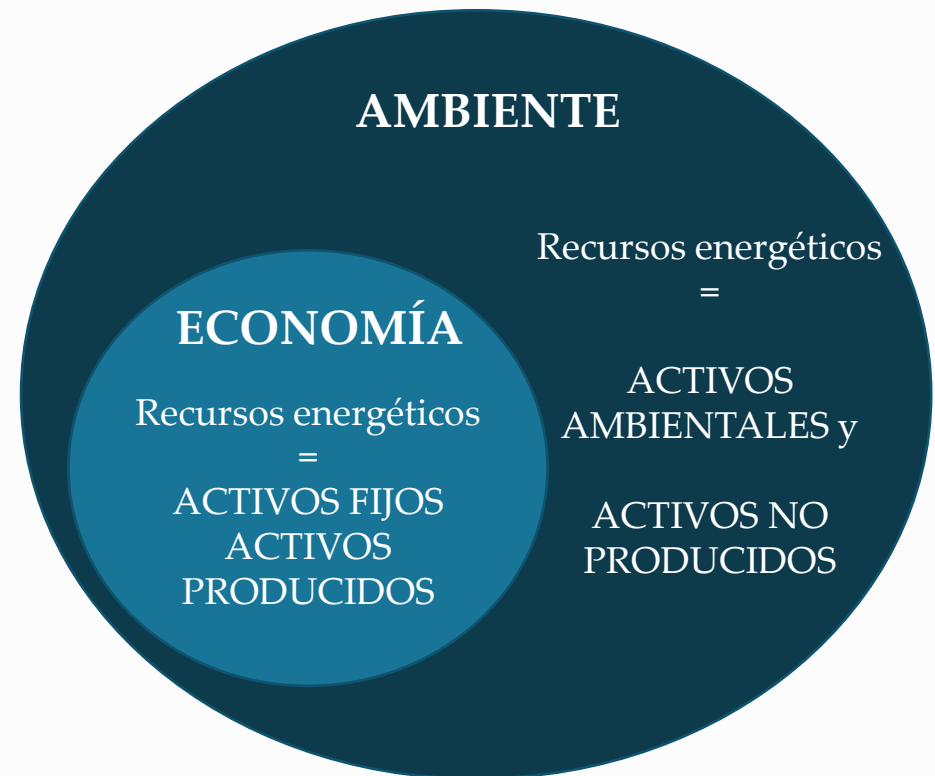 AMBIENTE
Recursos energéticos
=
ACTIVOS
AMBIENTALES y
ACTIVOS NO
PRODUCIDOS
ECONOMÍA
Recursos energéticos
=
ACTIVOS FIJOS
ACTIVOS
PRODUCIDOS